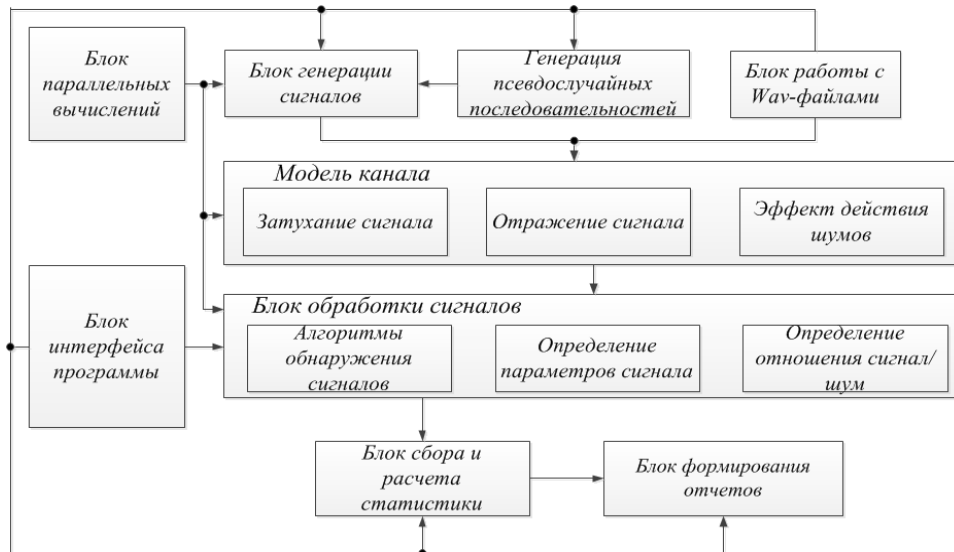 Блок
параллельных
вычислений
Блок генерации
сигналов
Генерация
псевдослучайных
последовательностей
Блок работы с
Wav-файлами
Модель канала
Затухание сигнала
Отражение сигнала
Эффект действия
шумов
Блок
интерфейса
программы
Блок обработки сигналов
Алгоритмы
обнаружения
сигналов
Определение
параметров сигнала
Определение
отношения сигнал/
шум
Блок сбора и
расчета
статистики
Блок формирования
отчетов